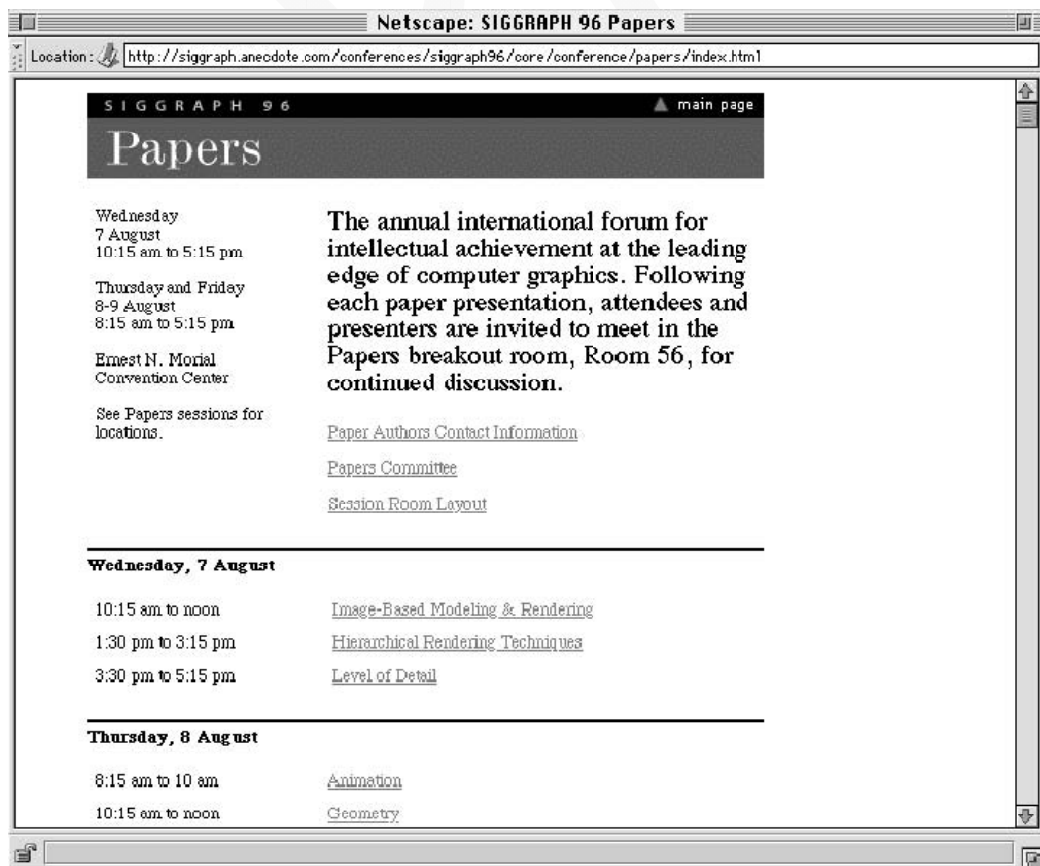 Netscape: SIGGRAPH 96 Papers
Location: http://siggraph.anecdote.com/conferences/siggraph96/core/conference/papers/index.html
SIGGRAPH 96 main page
Papers
Wednesday
7 August
10:15 am to 5:15 pm
Thursday and Friday
8-9 August
8:15 am to 5:15 pm
Ernest N. Morial
Convention Center
See Papers sessions for
locations.
The annual international forum for
intellectual achievement at the leading
edge of computer graphics. Following
each paper presentation, attendees and
presenters are invited to meet in the
Papers breakout room, Room 56, for
continued discussion.
Paper Authors Contact Information
Papers Committee
Session Room Layout
Wednesday, 7 August
10:15 am to noon Image-Based Modeling & Rendering
1:30 pm to 3:15 pm Hierarchical Rendering Techniques
3:30 pm to 5:15 pm Level of Detail
Thursday, 8 August
8:15 am to 10 am Animation
10:15 am to noon Geometry